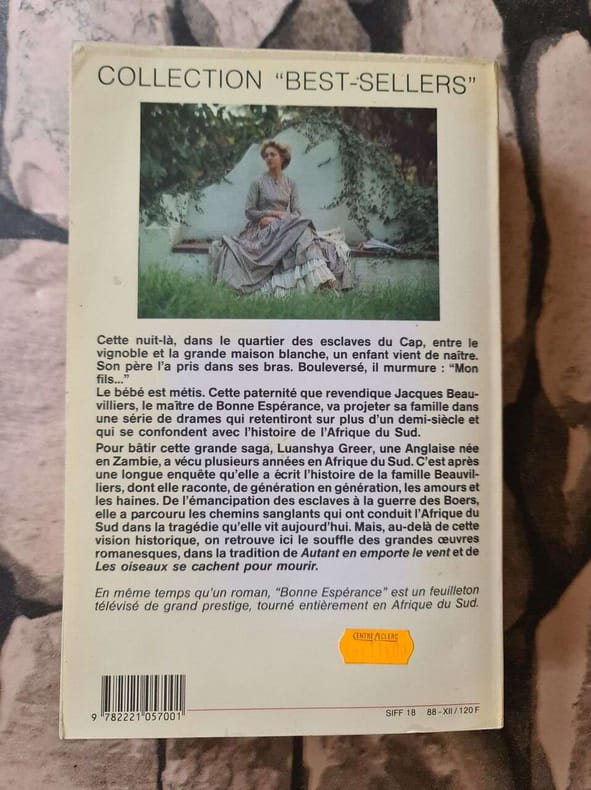 COLLECTION “BEST-SELLERS”
Cette nuit-là, dans le quartier des esclaves du Cap, entre le
vignoble et la grande maison blanche, un enfant vient de naître.
Son père l'a pris dans ses bras. Bouleversé, il murmure : “Mon
fils...”
Le bébé est métis. Cette paternité que revendique Jacques Beau-
villiers, le maître de Bonne Espérance, va projeter sa famille dans
une série de drames qui retentiront sur plus d'un demi-siècle et
qui se confondent avec l'histoire de l'Afrique du Sud.
Pour bâtir cette grande saga, Luanshya Greer, une Anglaise née
en Zambie, a vécu plusieurs années en Afrique du Sud. C'est après
une longue enquête qu'elle a écrit l'histoire de la famille Beauvil-
liers, dont elle raconte, de génération en génération, les amours et
les haines. De l'émancipation des esclaves à la guerre des Boers,
elle a parcouru les chemins sanglants qui ont conduit l'Afrique du
Sud dans la tragédie qu'elle vit aujourd'hui. Mais, au-delà de cette
vision historique, on retrouve ici le souffle des grandes œuvres
romanesques, dans la tradition de Autant en emporte le vent et de
Les oiseaux se cachent pour mourir.
En même temps qu'un roman, “Bonne Espérance” est un feuilleton
télévisé de grand prestige, tourné entièrement en Afrique du Sud.
CENTRE LECLERC
9 782221 057001
SIFF 18 88-XII/120 F